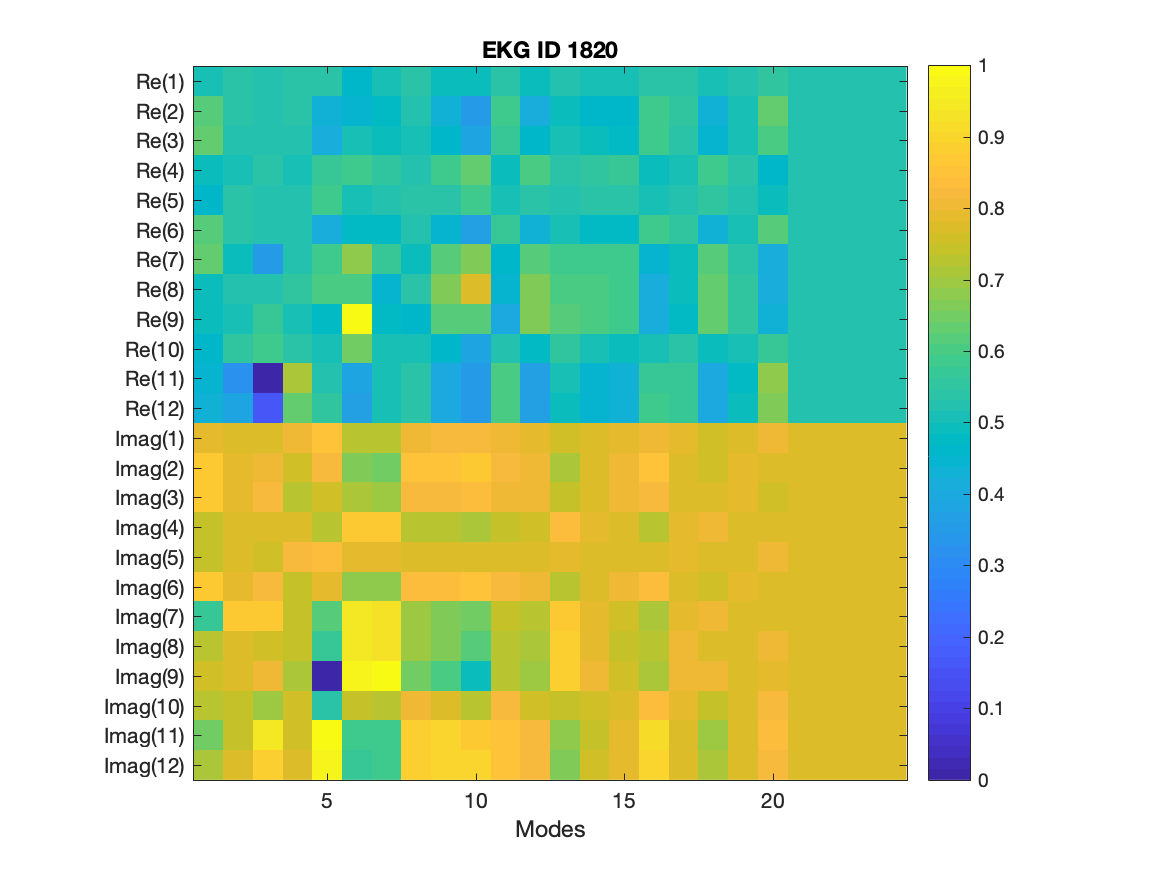 EKG ID 1820
Re(1)
Re(2)
Re(3)
Re(4)
Re(5)
Re(6)
Re(7)
Re(8)
Re(9)
Re(10)
Re(11)
Re(12)
Imag(1)
Imag(2)
Imag(3)
Imag(4)
Imag(5)
Imag(6)
Imag(7)
Imag(8)
Imag(9)
Imag(10)
Imag(11)
Imag(12)
5 10 15 20
Modes
1
0.9
0.8
0.7
0.6
0.5
0.4
0.3
0.2
0.1
0